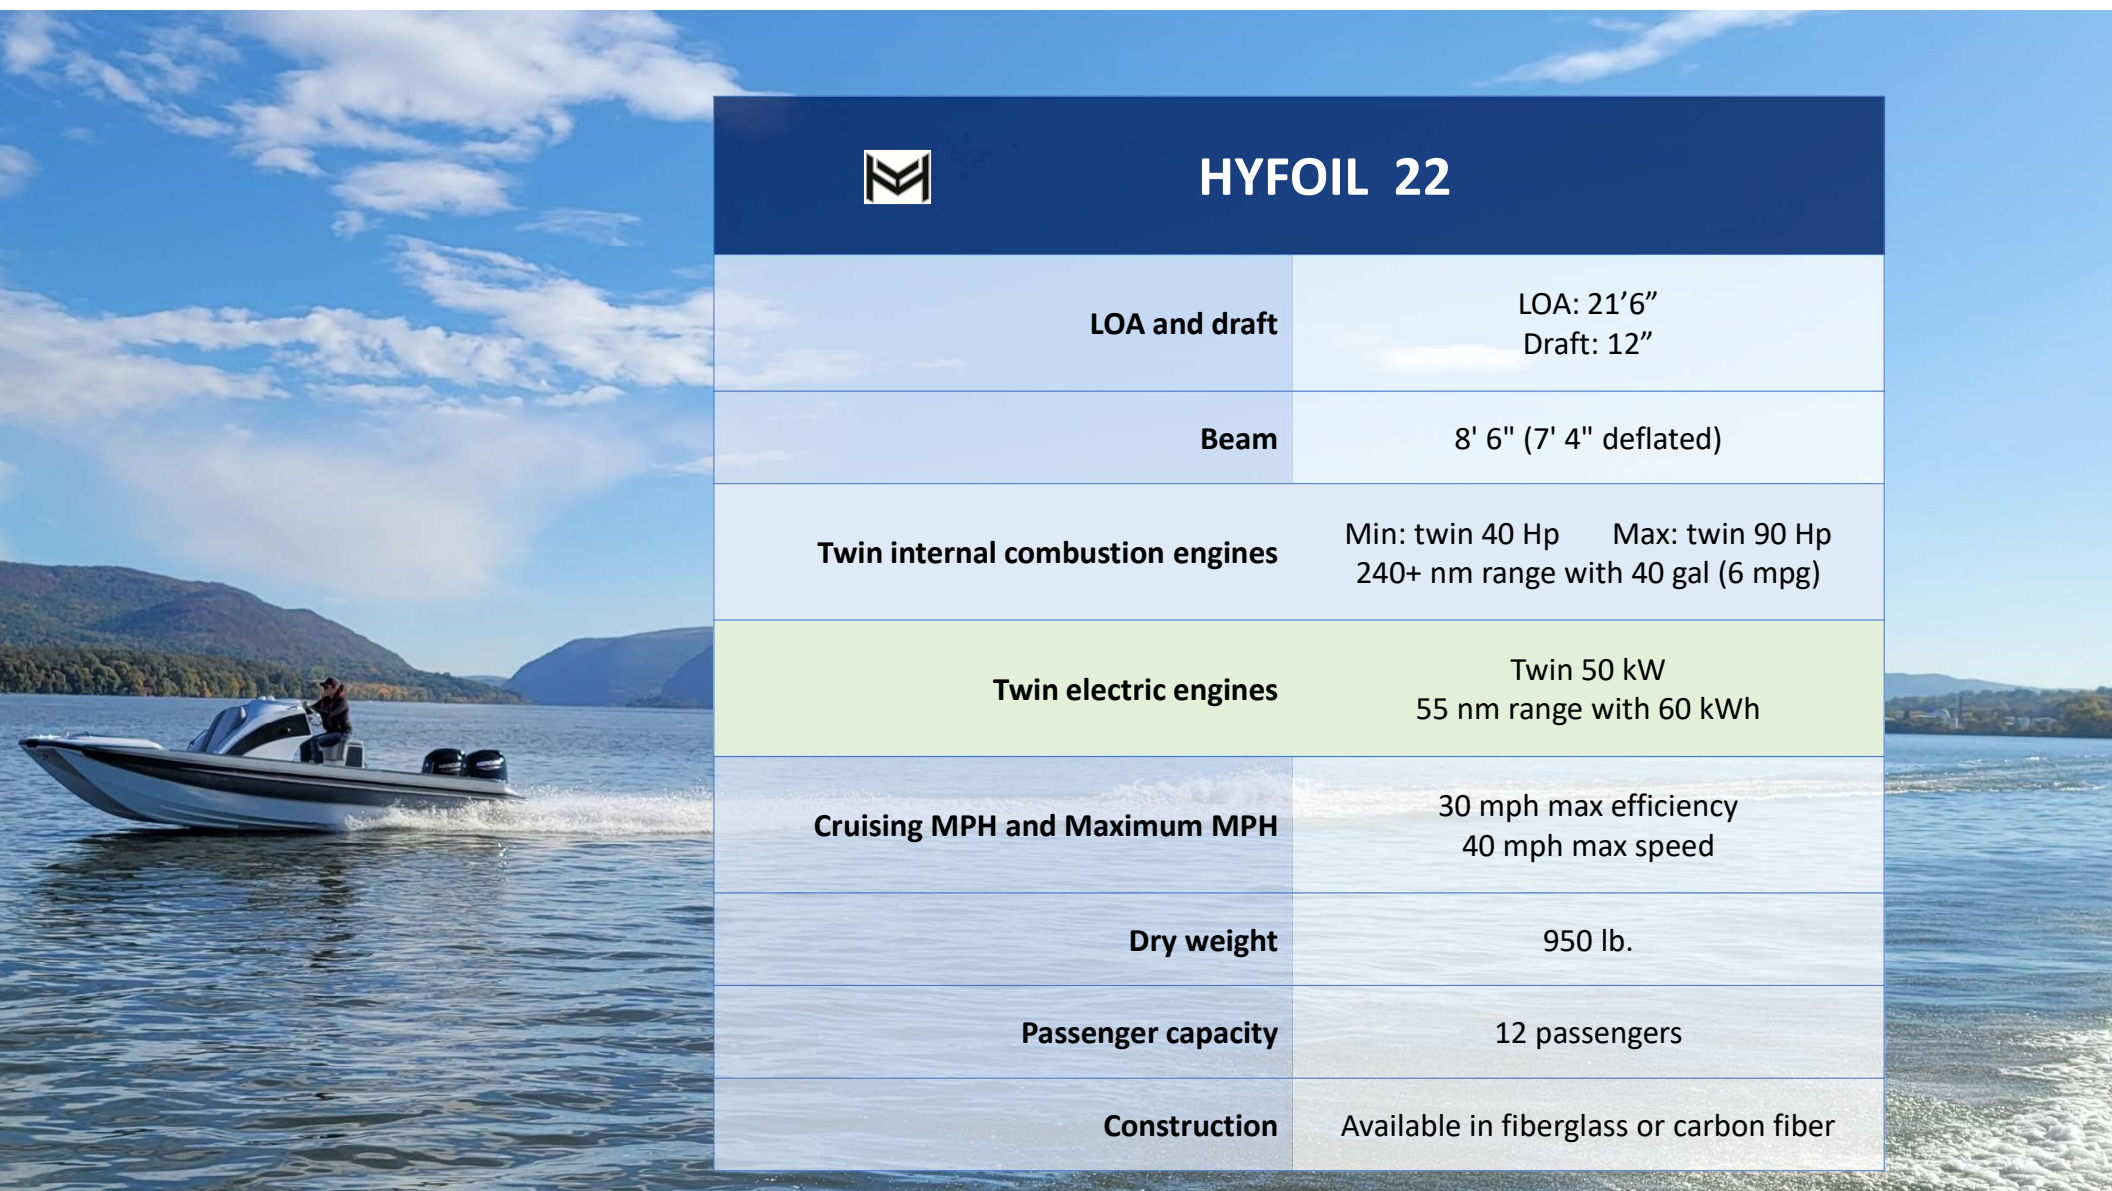 HYFOIL 22
LOA and draft
LOA: 21’6”
Draft: 12”
Beam
8' 6" (7' 4" deflated)
Twin internal combustion engines
Min: twin 40 Hp Max: twin 90 Hp
240+ nm range with 40 gal (6 mpg)
Twin electric engines
Twin 50 kW
55 nm range with 60 kWh
Cruising MPH and Maximum MPH
30 mph max efficiency
40 mph max speed
Dry weight
950 lb.
Passenger capacity
12 passengers
Construction
Available in fiberglass or carbon fiber